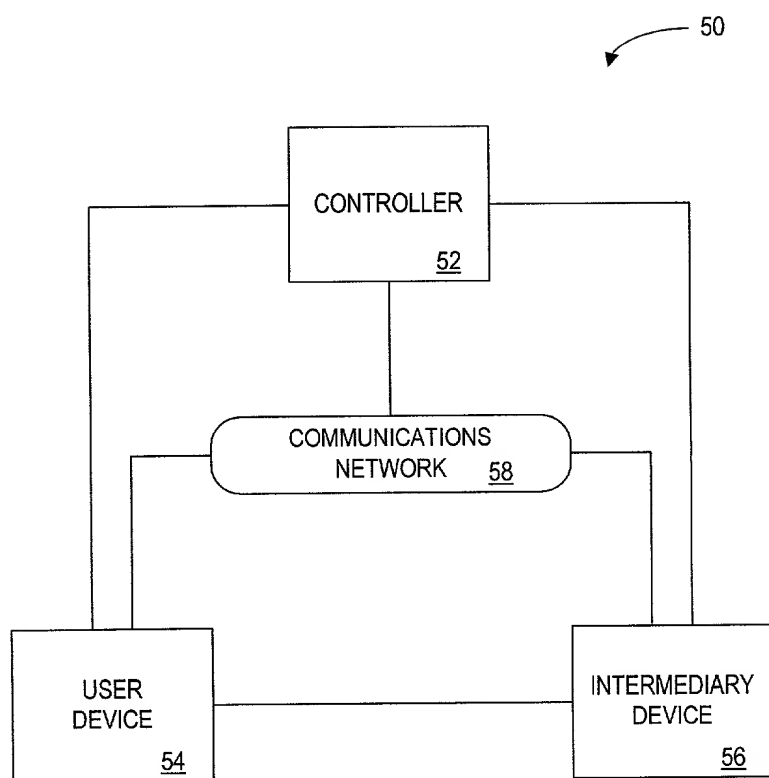 50
CONTROLLER
52
COMMUNICATIONS
NETWORK
58
USER
DEVICE
54
INTERMEDIARY
DEVICE
56